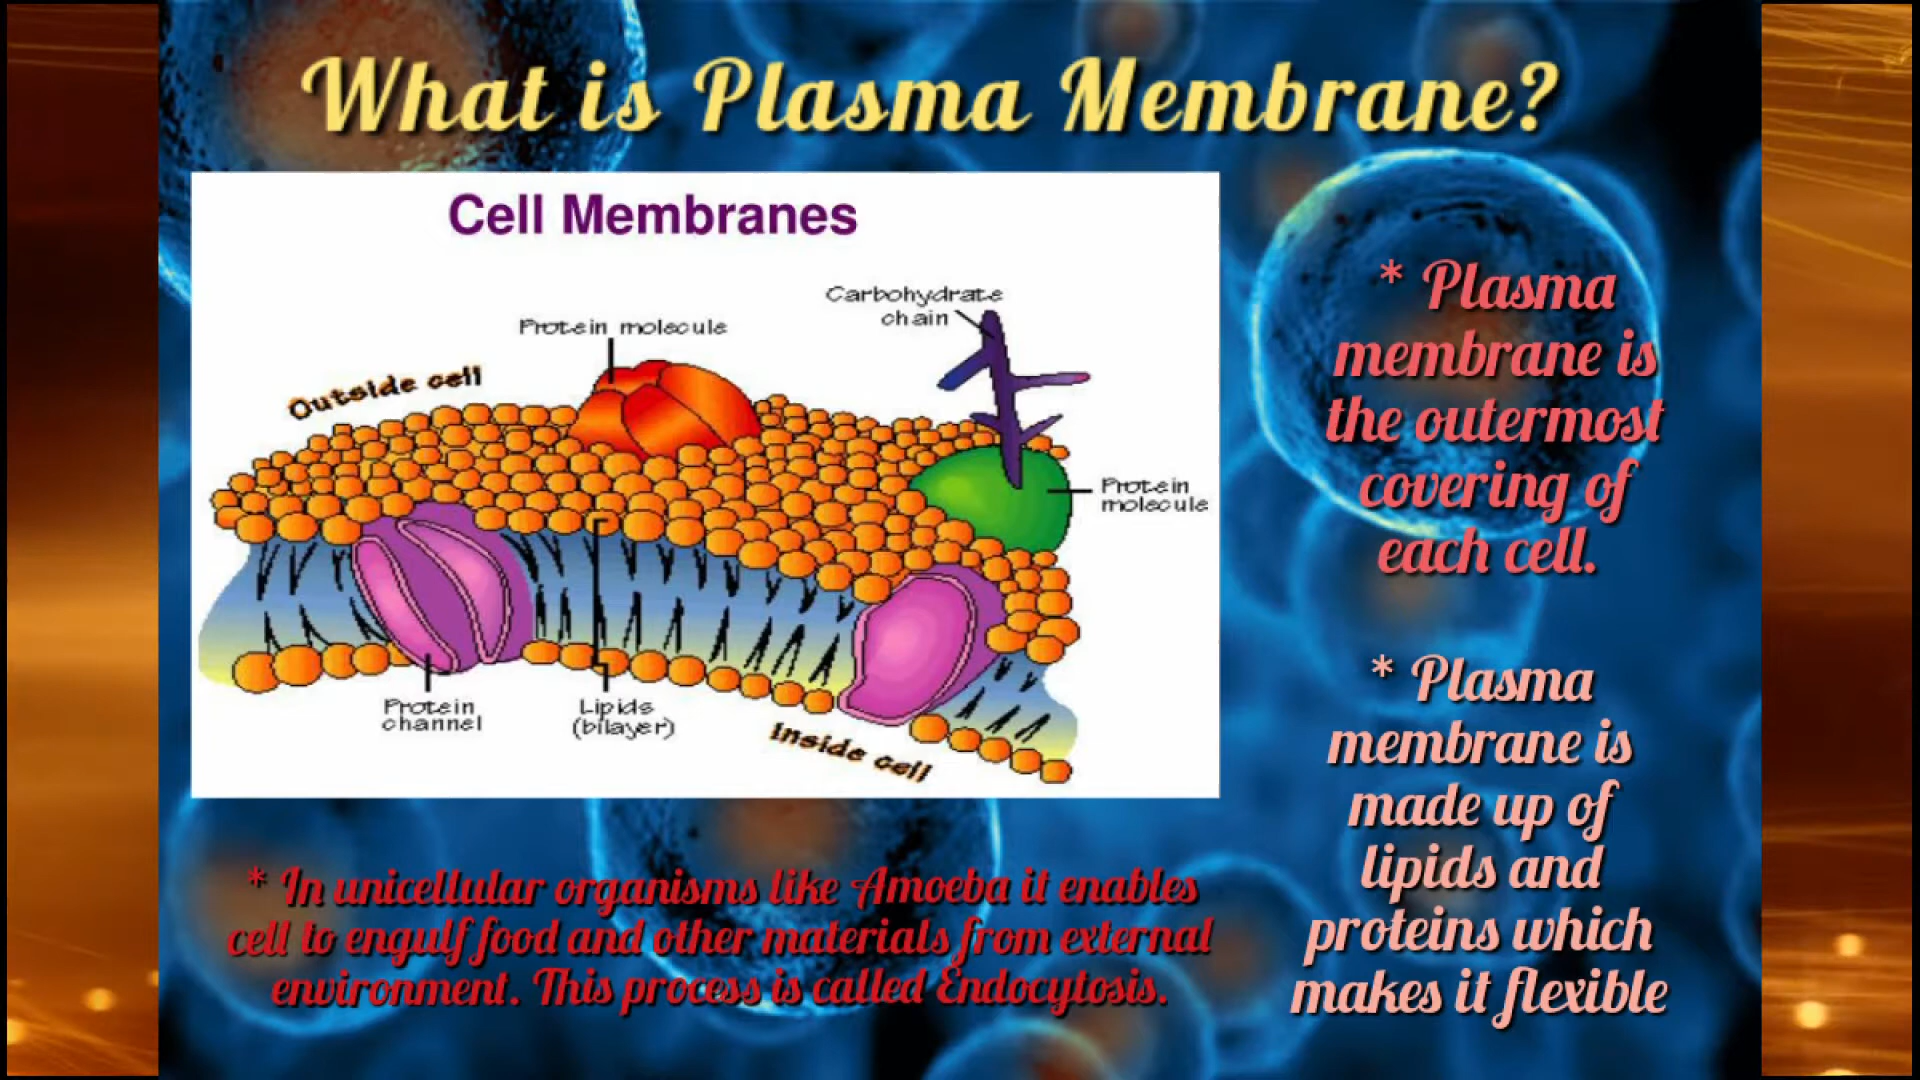 What is Plasma Membrane?
Cell Membranes
Carbohydrate
chain
Protein molecule
Outside cell
Protein
molecule
Protein
channel
Lipids
(bilayer)
Inside cell
* Plasma
membrane is
the outermost
covering of
each cell.
* Plasma
membrane is
made up of
lipids and
proteins which
makes it flexible
* In unicellular organisms like Amoeba it enables
cell to engulf food and other materials from external
environment. This process is called Endocytosis.